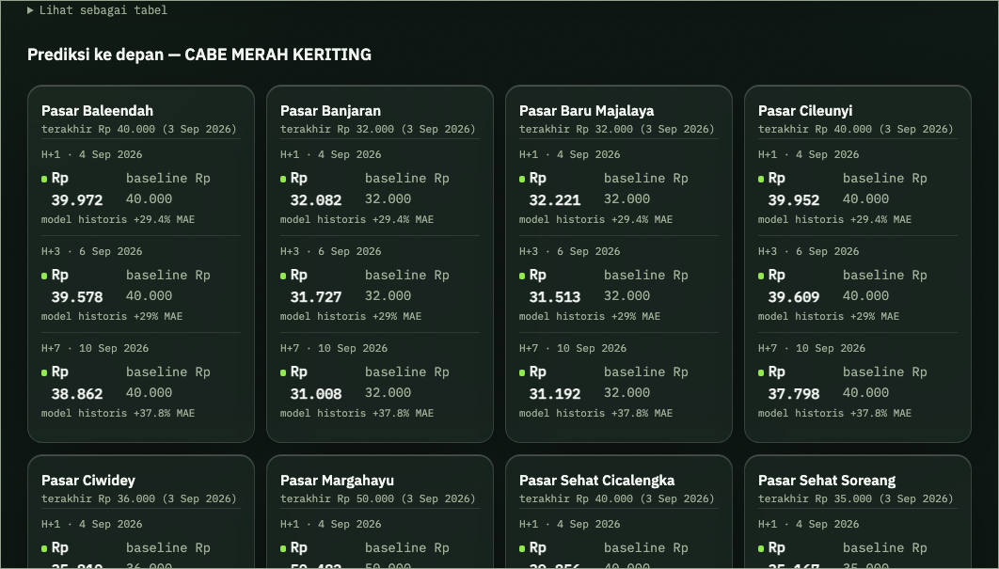 ▶ Lihat sebagai tabel
Prediksi ke depan — CABE MERAH KERITING
Pasar Baleendah
terakhir Rp 40.000 (3 Sep 2026)
H+1 · 4 Sep 2026
Rp 39.972
baseline Rp 40.000
model historis +29.4% MAE
H+3 · 6 Sep 2026
Rp 39.578
baseline Rp 40.000
model historis +29% MAE
H+7 · 10 Sep 2026
Rp 38.862
baseline Rp 40.000
model historis +37.8% MAE
Pasar Banjaran
terakhir Rp 32.000 (3 Sep 2026)
H+1 · 4 Sep 2026
Rp 32.082
baseline Rp 32.000
model historis +29.4% MAE
H+3 · 6 Sep 2026
Rp 31.727
baseline Rp 32.000
model historis +29% MAE
H+7 · 10 Sep 2026
Rp 31.008
baseline Rp 32.000
model historis +37.8% MAE
Pasar Baru Majalaya
terakhir Rp 32.000 (3 Sep 2026)
H+1 · 4 Sep 2026
Rp 32.221
baseline Rp 32.000
model historis +29.4% MAE
H+3 · 6 Sep 2026
Rp 31.513
baseline Rp 32.000
model historis +29% MAE
H+7 · 10 Sep 2026
Rp 31.192
baseline Rp 32.000
model historis +37.8% MAE
Pasar Cileunyi
terakhir Rp 40.000 (3 Sep 2026)
H+1 · 4 Sep 2026
Rp 39.952
baseline Rp 40.000
model historis +29.4% MAE
H+3 · 6 Sep 2026
Rp 39.609
baseline Rp 40.000
model historis +29% MAE
H+7 · 10 Sep 2026
Rp 37.798
baseline Rp 40.000
model historis +37.8% MAE
Pasar Ciwidey
terakhir Rp 36.000 (3 Sep 2026)
H+1 · 4 Sep 2026
Rp
baseline Rp 36.000
Pasar Margahayu
terakhir Rp 50.000 (3 Sep 2026)
H+1 · 4 Sep 2026
Rp
baseline Rp 50.000
Pasar Sehat Cicalengka
terakhir Rp 40.000 (3 Sep 2026)
H+1 · 4 Sep 2026
Rp
baseline Rp 40.000
Pasar Sehat Soreang
terakhir Rp 35.000 (3 Sep 2026)
H+1 · 4 Sep 2026
Rp
baseline Rp 35.000